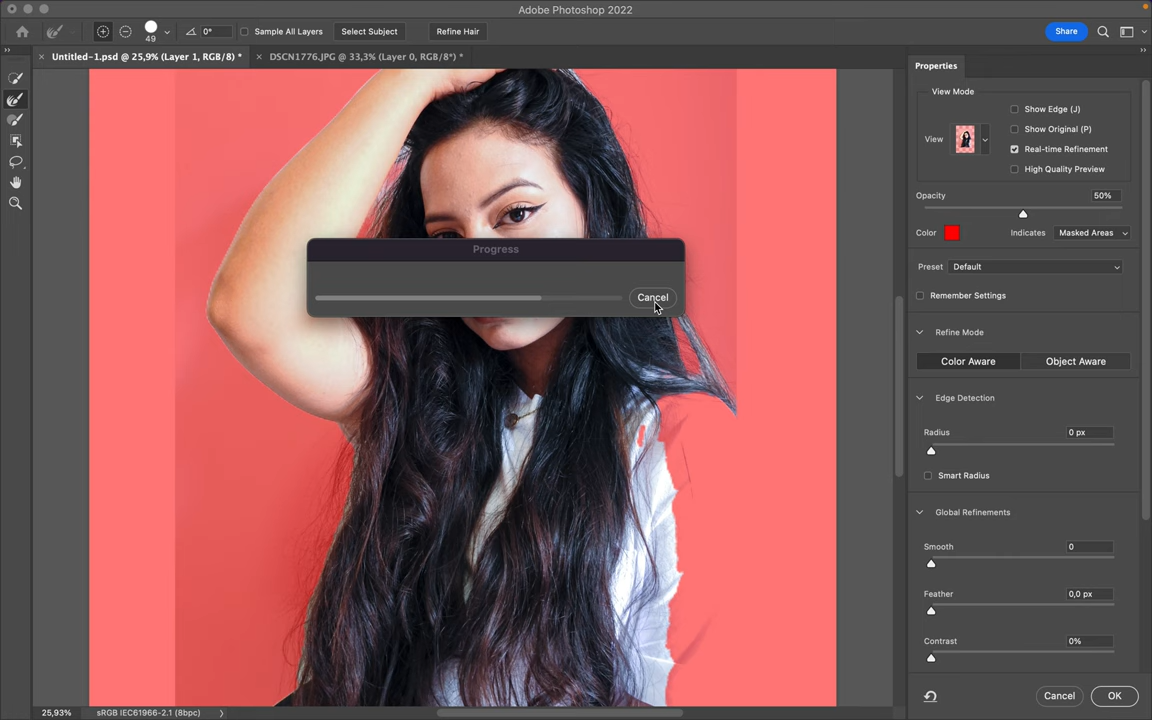 Adobe Photoshop 2022
49
0°
Sample All Layers
Select Subject
Refine Hair
Share
Untitled-1.psd @ 25,9% (Layer 1, RGB/8) *
DSCN1776.JPG @ 33,3% (Layer 0, RGB/8*) *
Properties
View Mode
Show Edge (J)
Show Original (P)
View
Real-time Refinement
High Quality Preview
Opacity
50%
Color
Indicates
Masked Areas
Progress
Cancel
Preset
Default
Remember Settings
Refine Mode
Color Aware
Object Aware
Edge Detection
Radius
0 px
Smart Radius
Global Refinements
Smooth
0
Feather
0,0 px
Contrast
0%
Cancel
OK
25,93%
sRGB IEC61966-2.1 (8bpc)